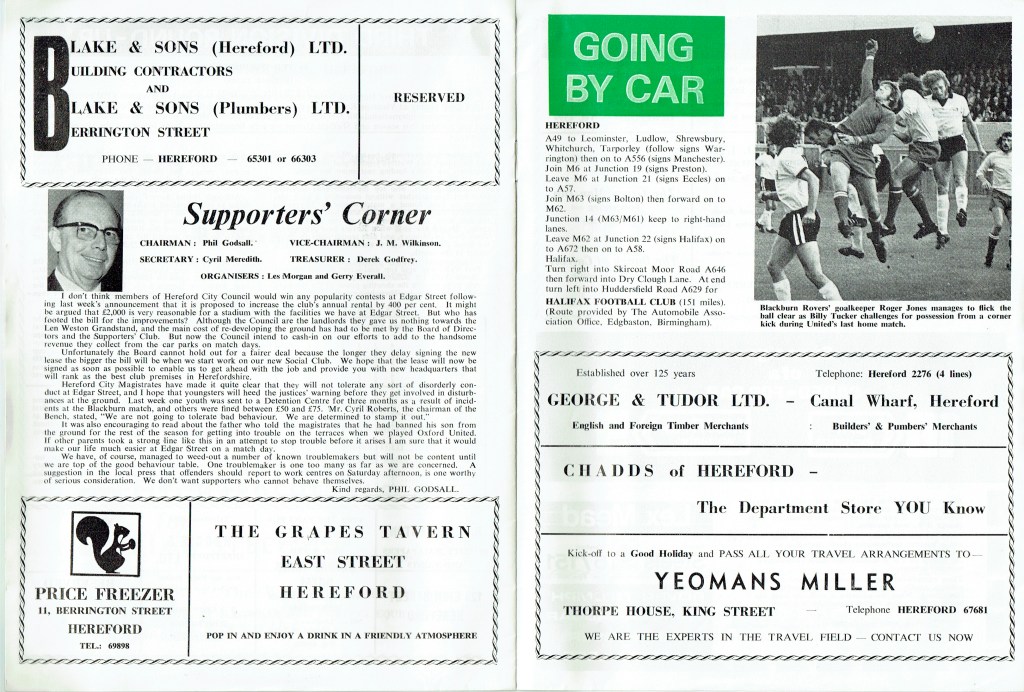 BLAKE & SONS (Hereford) LTD.
BUILDING CONTRACTORS
AND
BLAKE & SONS (Plumbers) LTD.
BERRINGTON STREET
PHONE — HEREFORD — 65301 or 66303
RESERVED
Supporters' Corner
CHAIRMAN : Phil Godsall. VICE-CHAIRMAN : J. M. Wilkinson.
SECRETARY : Cyril Meredith. TREASURER : Derek Godfrey.
ORGANISERS : Les Morgan and Gerry Everall.
I don't think members of Hereford City Council would win any popularity contests at Edgar Street follow-
ing last week's announcement that it is proposed to increase the club's annual rental by 400 per cent. It might
be argued that £2,000 is very reasonable for a stadium with the facilities we have at Edgar Street. But who has
footed the bill for the improvements? Although the Council are the landlords they gave us nothing towards the
Len Weston Grandstand, and the main cost of re-developing the ground has had to be met by the Board of Direc-
tors and the Supporters' Club. But now the Council intend to cash-in on our efforts to add to the handsome
revenue they collect from the car parks on match days.
Unfortunately the Board cannot hold out for a fairer deal because the longer they delay signing the new
lease the bigger the bill will be when we start work on our new Social Club. We hope that the lease will now be
signed as soon as possible to enable us to get ahead with the job and provide you with new headquarters that
will rank as the best club premises in Herefordshire.
Hereford City Magistrates have made it quite clear that they will not tolerate any sort of disorderly con-
duct at Edgar Street, and I hope that youngsters will heed the justices' warning before they get involved in disturb-
ances at the ground. Last week one youth was sent to a Detention Centre for three months as a result of incid-
ents at the Blackburn match, and others were fined between £50 and £75. Mr. Cyril Roberts, the chairman of the
Bench, stated, "We are not going to tolerate bad behaviour. We are determined to stamp it out."
It was also encouraging to read about the father who told the magistrates that he had banned his son from
the ground for the rest of the season for getting into trouble on the terraces when we played Oxford United.
If other parents took a strong line like this in an attempt to stop trouble before it arises I am sure that it would
make our life much easier at Edgar Street on a match day.
We have, of course, managed to weed-out a number of known troublemakers but will not be content until
we are top of the good behaviour table. One troublemaker is one too many as far as we are concerned. A
suggestion in the local press that offenders should report to work centres on Saturday afternoon, is one worthy
of serious consideration. We don't want supporters who cannot behave themselves.
Kind regards, PHIL GODSALL.
PRICE FREEZER
11, BERRINGTON STREET
HEREFORD
TEL.: 69898
THE GRAPES TAVERN
EAST STREET
HEREFORD
POP IN AND ENJOY A DRINK IN A FRIENDLY ATMOSPHERE
GOING
BY CAR
HEREFORD
A49 to Leominster, Ludlow, Shrewsbury,
Whitchurch, Tarporley (follow signs War-
rington) then on to A556 (signs Manchester).
Join M6 at Junction 19 (signs Preston).
Leave M6 at Junction 21 (signs Eccles) on
to A57.
Join M63 (signs Bolton) then forward on to
M62.
Junction 14 (M63/M61) keep to right-hand
lanes.
Leave M62 at Junction 22 (signs Halifax) on
to A672 then on to A58.
Halifax.
Turn right into Skircoat Moor Road A646
then forward into Dry Clough Lane. At end
turn left into Huddersfield Road A629 for
HALIFAX FOOTBALL CLUB (151 miles).
(Route provided by The Automobile Asso-
ciation Office, Edgbaston, Birmingham).
Blackburn Rovers' goalkeeper Roger Jones manages to flick the
ball clear as Billy Tucker challenges for possession from a corner
kick during United's last home match.
Established over 125 years Telephone: Hereford 2276 (4 lines)
GEORGE & TUDOR LTD. – Canal Wharf, Hereford
English and Foreign Timber Merchants : Builders' & Pumbers' Merchants
CHADDS of HEREFORD –
The Department Store YOU Know
Kick-off to a Good Holiday and PASS ALL YOUR TRAVEL ARRANGEMENTS TO—
YEOMANS MILLER
THORPE HOUSE, KING STREET — Telephone HEREFORD 67681
WE ARE THE EXPERTS IN THE TRAVEL FIELD — CONTACT US NOW